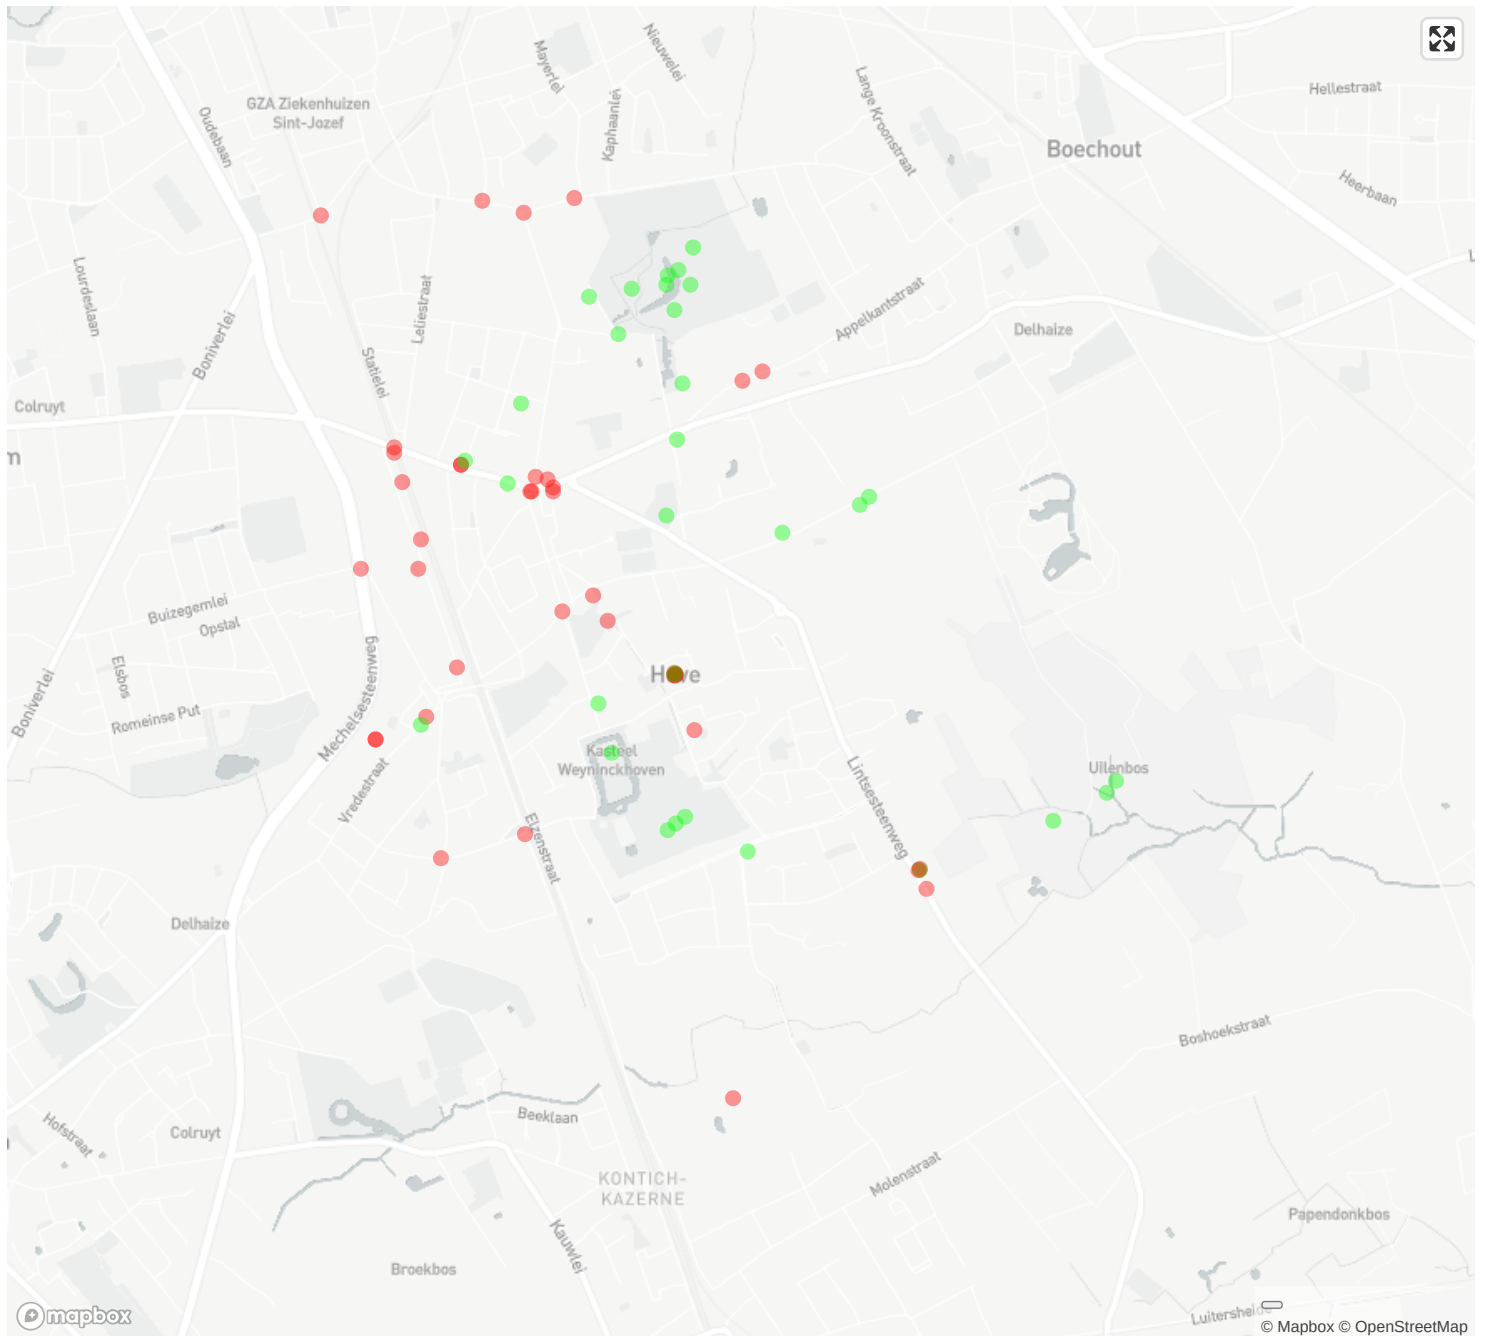 Nieuwelei
Mayerlei
Kaphaanlei
Lange Kroonstraat
Hellestraat
GZA Ziekenhuizen
Sint-Jozef
Oudebaan
Boechout
Heerbaan
L
Lourdeslaan
Leliestraat
Boniverlei
Appelkantstraat
Delhaize
Statielei
Colruyt
m
Buizegemlei
Opstal
Elsbos
Mechelsesteenweg
Hove
Boniverlei
Romeinse Put
Kasteel
Weyninckhoven
Uilenbos
Vredestraat
Lintsesteenweg
Elzenstraat
Delhaize
Boshoekstraat
Hofstraat
Colruyt
Beeklaan
Molenstraat
KONTICH-
KAZERNE
Papendonkbos
Kauwlei
Broekbos
mapbox
Luitersheide
© Mapbox © OpenStreetMap